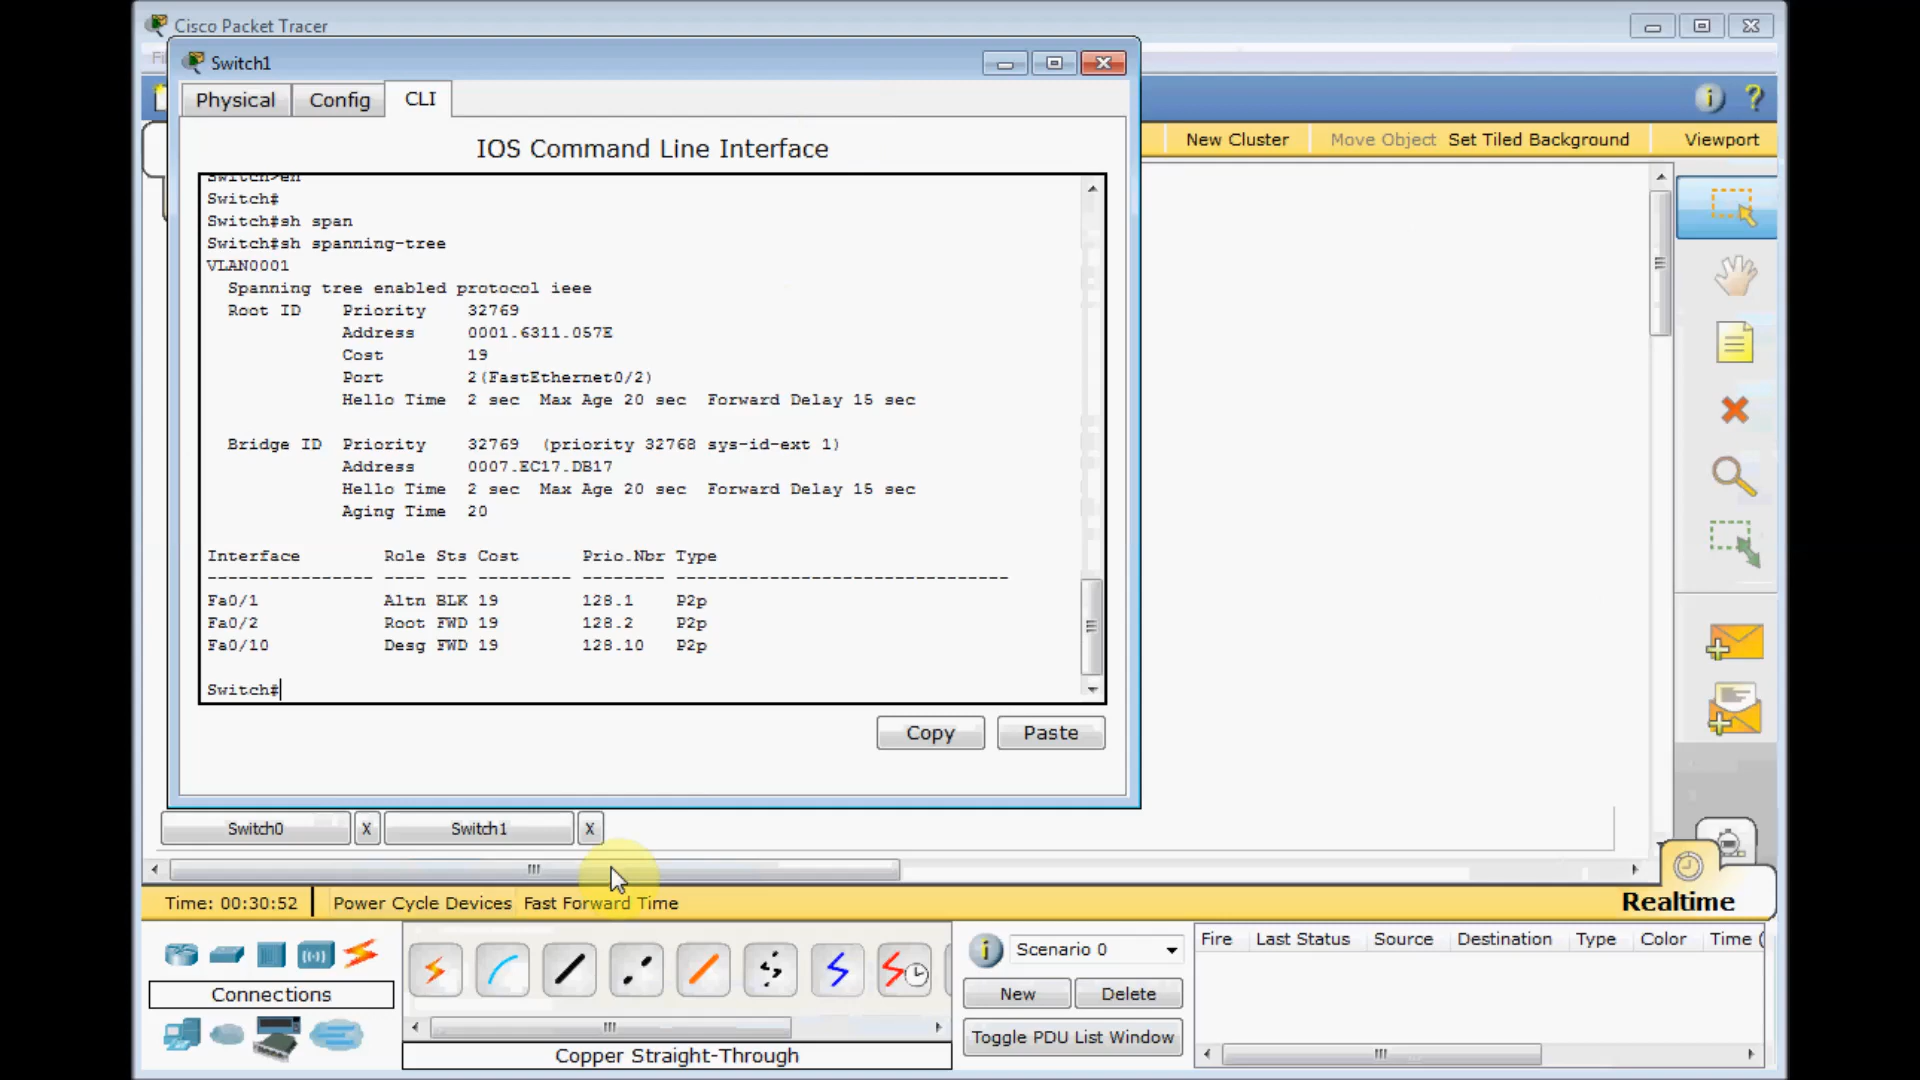 Cisco Packet Tracer
Switch1
Physical Config CLI
IOS Command Line Interface
New Cluster Move Object Set Tiled Background Viewport
Switch>en
Switch#
Switch#sh span
Switch#sh spanning-tree
VLAN0001
Spanning tree enabled protocol ieee
Root ID Priority 32769
Address 0001.6311.057E
Cost 19
Port 2(FastEthernet0/2)
Hello Time 2 sec Max Age 20 sec Forward Delay 15 sec
Bridge ID Priority 32769 (priority 32768 sys-id-ext 1)
Address 0007.EC17.DB17
Hello Time 2 sec Max Age 20 sec Forward Delay 15 sec
Aging Time 20
Interface Role Sts Cost Prio.Nbr Type
---------------- ---- --- --------- -------- --------------------------------
Fa0/1 Altn BLK 19 128.1 P2p
Fa0/2 Root FWD 19 128.2 P2p
Fa0/10 Desg FWD 19 128.10 P2p
Switch#
Copy Paste
Switch0 X Switch1 X
Time: 00:30:52 Power Cycle Devices Fast Forward Time Realtime
Connections
Copper Straight-Through
Scenario 0
New Delete
Toggle PDU List Window
Fire Last Status Source Destination Type Color Time (